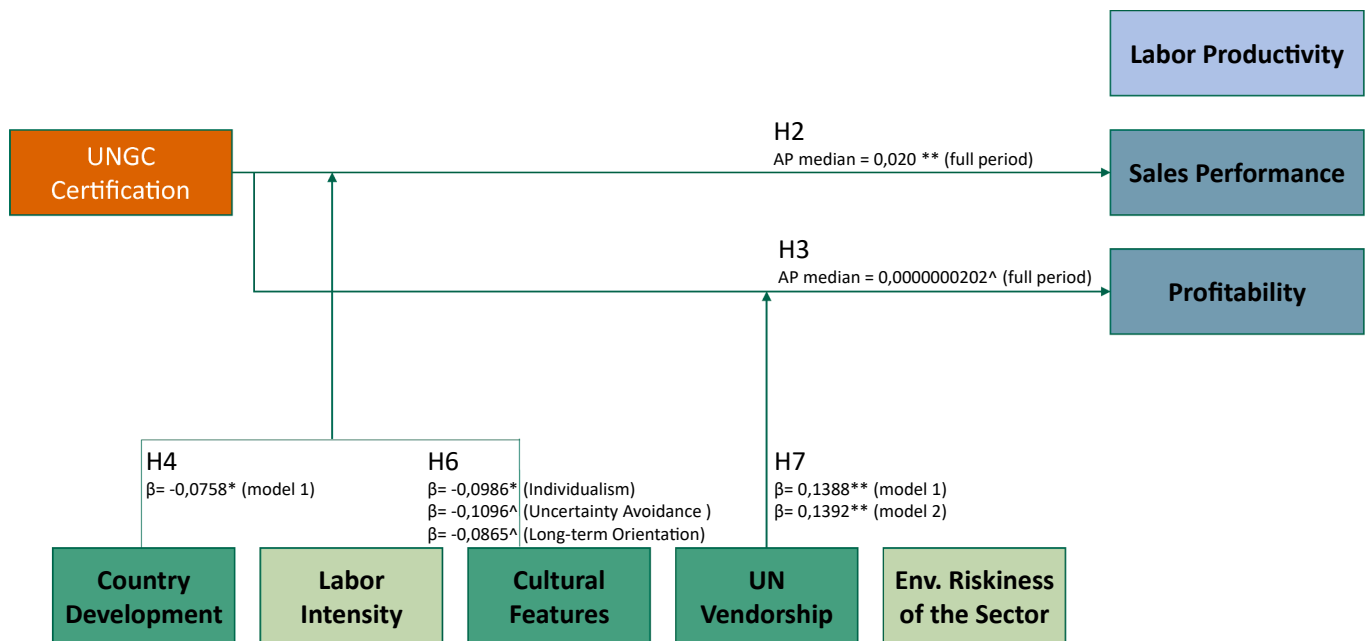 Labor Productivity
UNGC
Certification
H2
AP median = 0,020 ** (full period)
Sales Performance
H3
AP median = 0,0000000202^ (full period)
Profitability
H4
β= -0,0758* (model 1)
H6
β= -0,0986* (Individualism)
β= -0,1096^ (Uncertainty Avoidance )
β= -0,0865^ (Long-term Orientation)
H7
β= 0,1388** (model 1)
β= 0,1392** (model 2)
Country
Development
Labor
Intensity
Cultural
Features
UN
Vendorship
Env. Riskiness
of the Sector